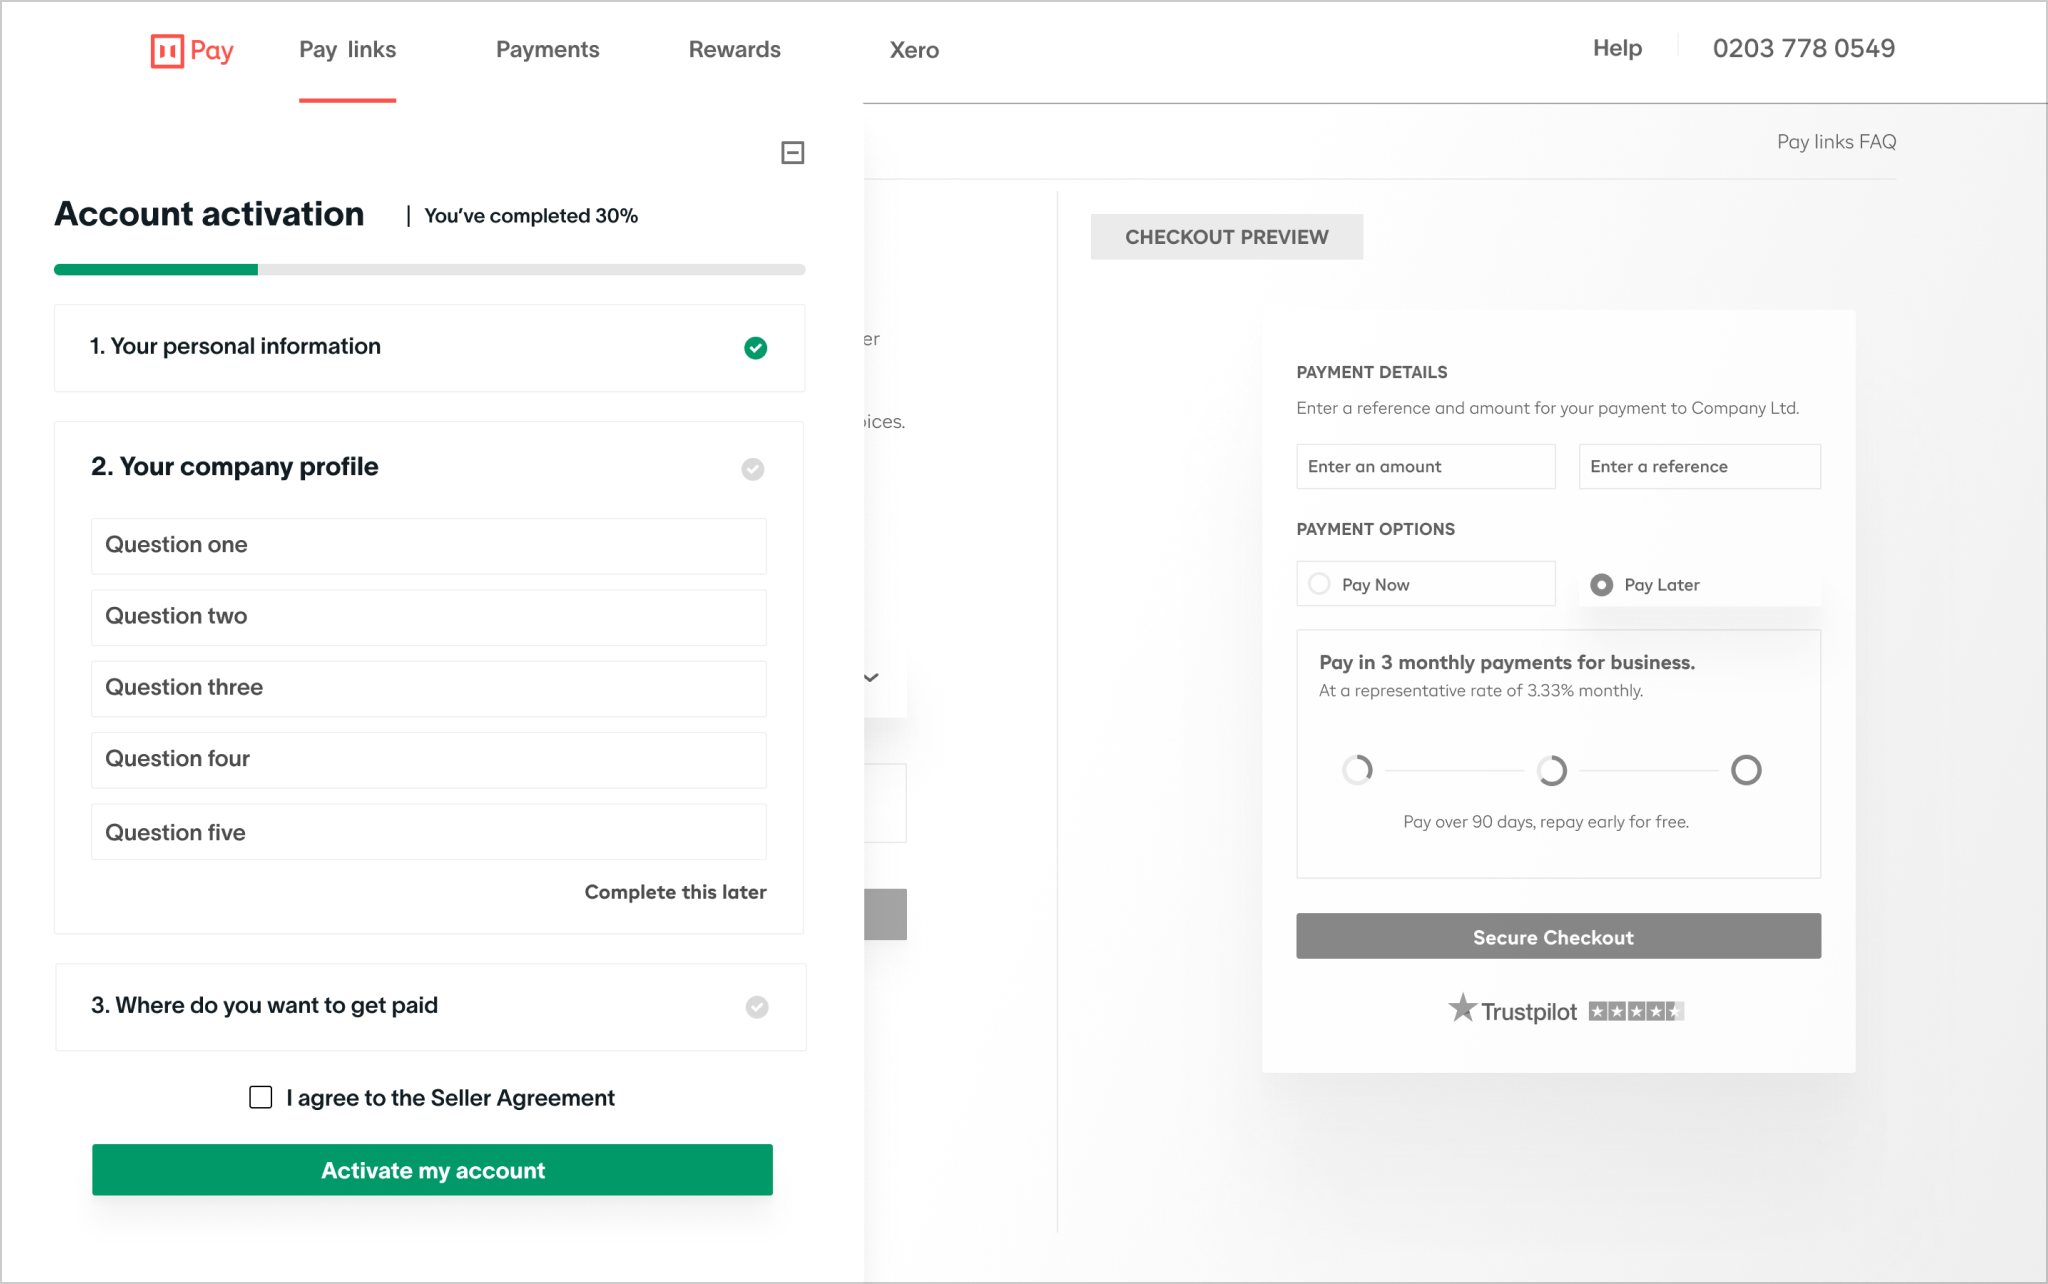 Pay
Pay links
Payments
Rewards
Xero
Help
0203 778 0549
Pay links FAQ
Account activation
You've completed 30%
1. Your personal information
2. Your company profile
Question one
Question two
Question three
Question four
Question five
Complete this later
3. Where do you want to get paid
I agree to the Seller Agreement
Activate my account
er
oices.
CHECKOUT PREVIEW
PAYMENT DETAILS
Enter a reference and amount for your payment to Company Ltd.
Enter an amount
Enter a reference
PAYMENT OPTIONS
Pay Now
Pay Later
Pay in 3 monthly payments for business.
At a representative rate of 3.33% monthly.
Pay over 90 days, repay early for free.
Secure Checkout
Trustpilot